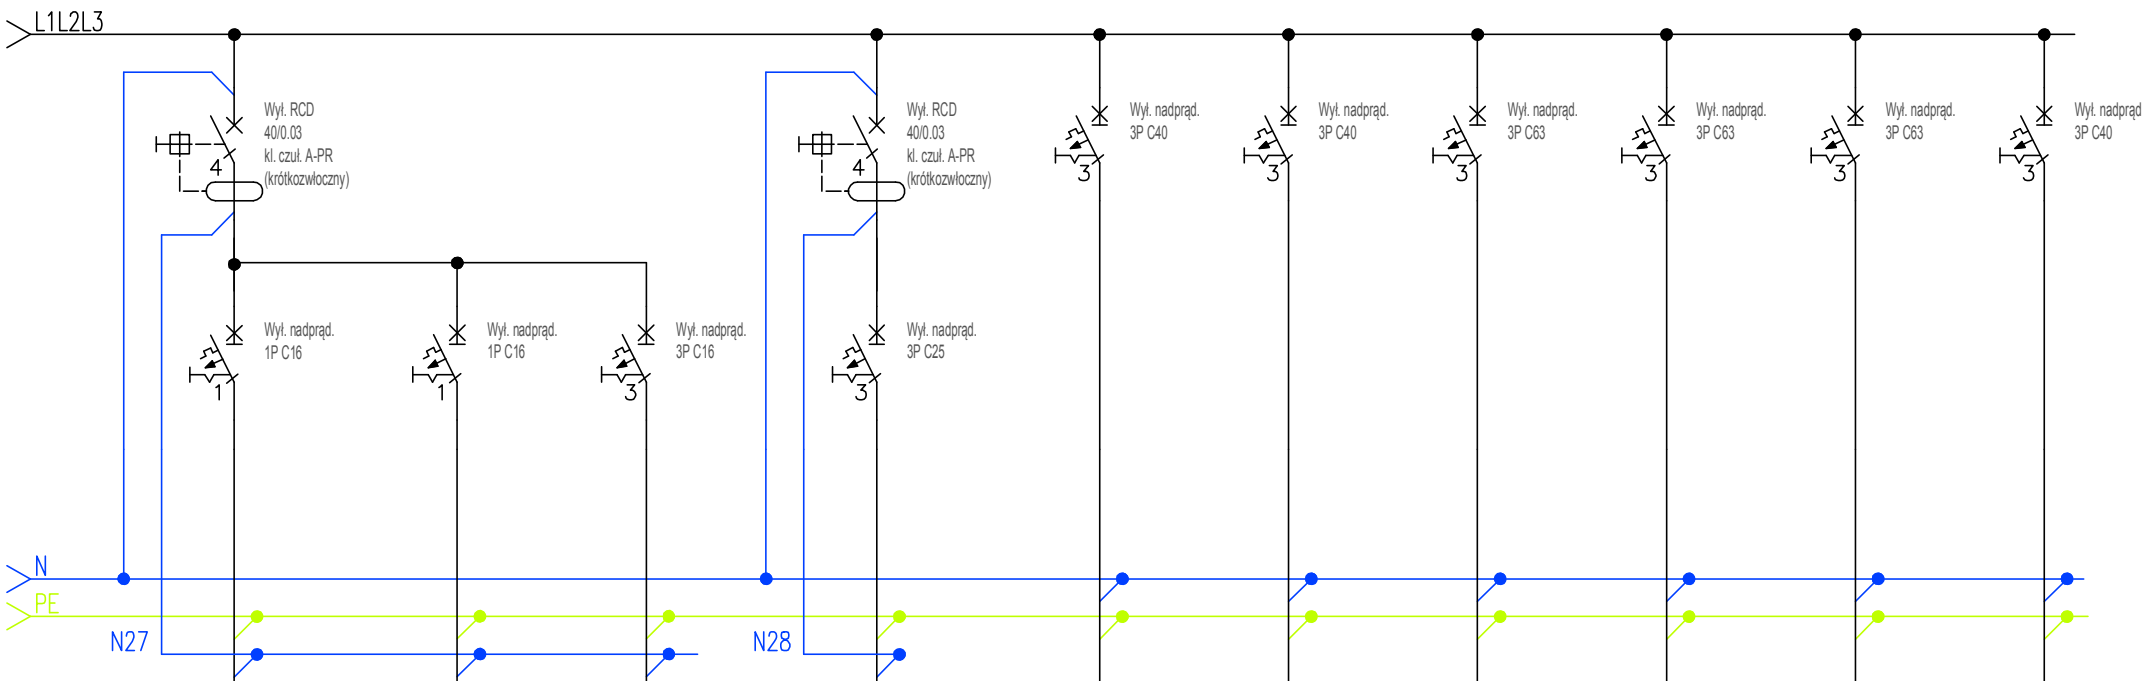 L1L2L3
Wył. RCD
40/0.03
kl. czuł. A-PR
(krótkozwłoczny)
4
Wył. RCD
40/0.03
kl. czuł. A-PR
(krótkozwłoczny)
4
Wył. nadprąd.
3P C40
3
Wył. nadprąd.
3P C40
3
Wył. nadprąd.
3P C63
3
Wył. nadprąd.
3P C63
3
Wył. nadprąd.
3P C63
3
Wył. nadprąd
3P C40
3
Wył. nadprąd.
1P C16
1
Wył. nadprąd.
1P C16
1
Wył. nadprąd.
3P C16
3
Wył. nadprąd.
3P C25
3
N
PE
N27
N28